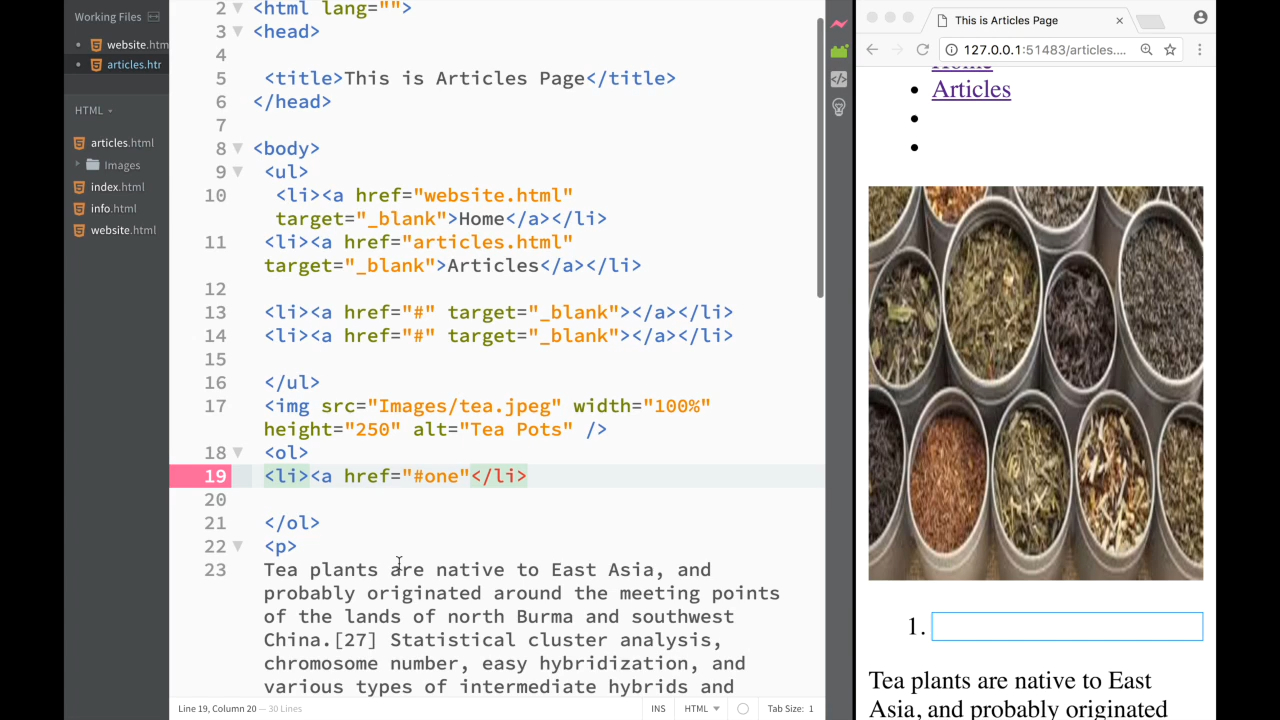 Working Files
website.htm
articles.htr
HTML
articles.html
Images
index.html
info.html
website.html
2 <html lang="">
3 <head>
4
5 <title>This is Articles Page</title>
6 </head>
7
8 <body>
9 <ul>
10 <li><a href="website.html"
target="_blank">Home</a></li>
11 <li><a href="articles.html"
target="_blank">Articles</a></li>
12
13 <li><a href="#" target="_blank"></a></li>
14 <li><a href="#" target="_blank"></a></li>
15
16 </ul>
17 <img src="Images/tea.jpeg" width="100%"
height="250" alt="Tea Pots" />
18 <ol>
19 <li><a href="#one"</li>
20
21 </ol>
22 <p>
23 Tea plants are native to East Asia, and
probably originated around the meeting points
of the lands of north Burma and southwest
China.[27] Statistical cluster analysis,
chromosome number, easy hybridization, and
various types of intermediate hybrids and
Line 19, Column 20 — 30 Lines
INS
HTML
Tab Size: 1
This is Articles Page
127.0.0.1:51483/articles....
Home
Articles
1.
Tea plants are native to East
Asia, and probably originated